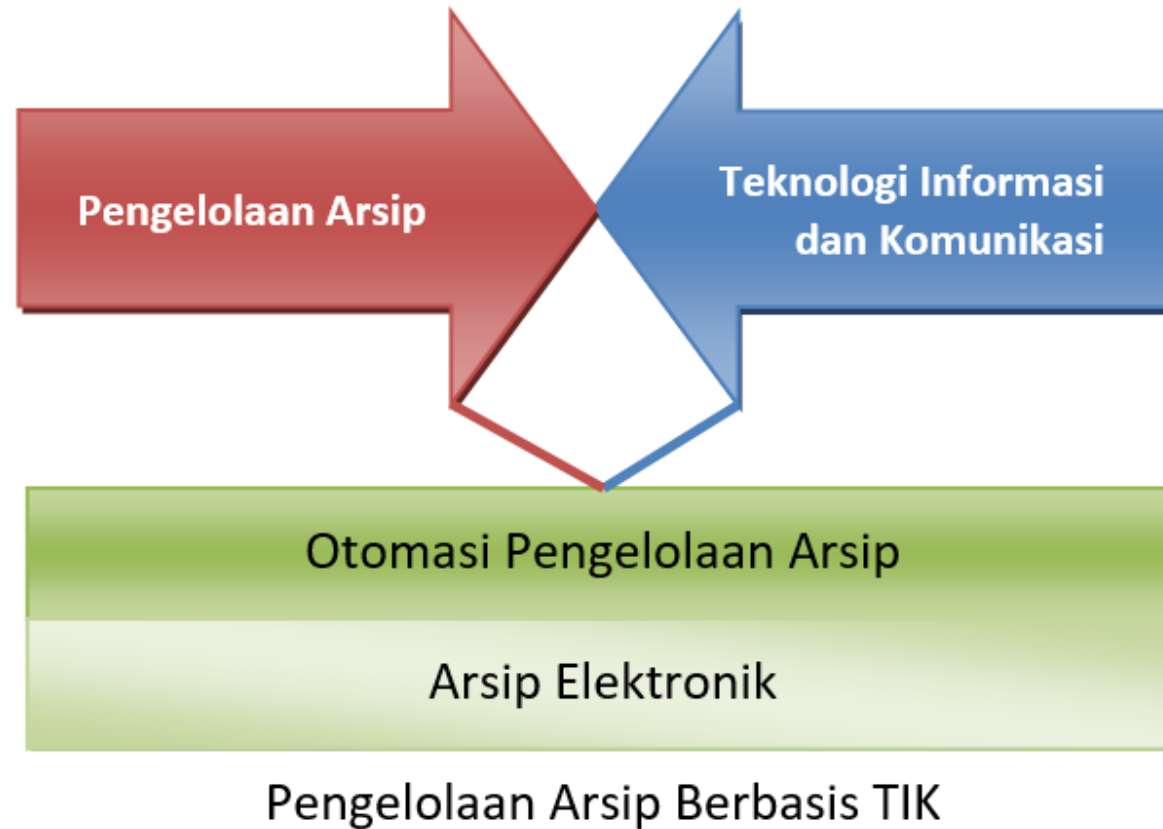 Pengelolaan Arsip
Teknologi Informasi
dan Komunikasi
Otomasi Pengelolaan Arsip
Arsip Elektronik
Pengelolaan Arsip Berbasis TIK